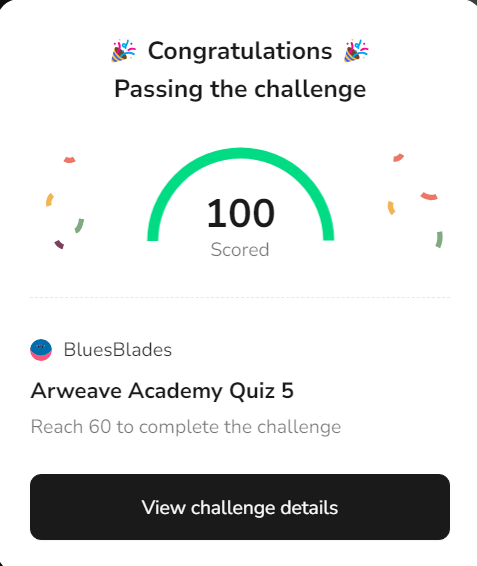 🎉 Congratulations 🎉
Passing the challenge
100
Scored
BluesBlades
Arweave Academy Quiz 5
Reach 60 to complete the challenge
View challenge details